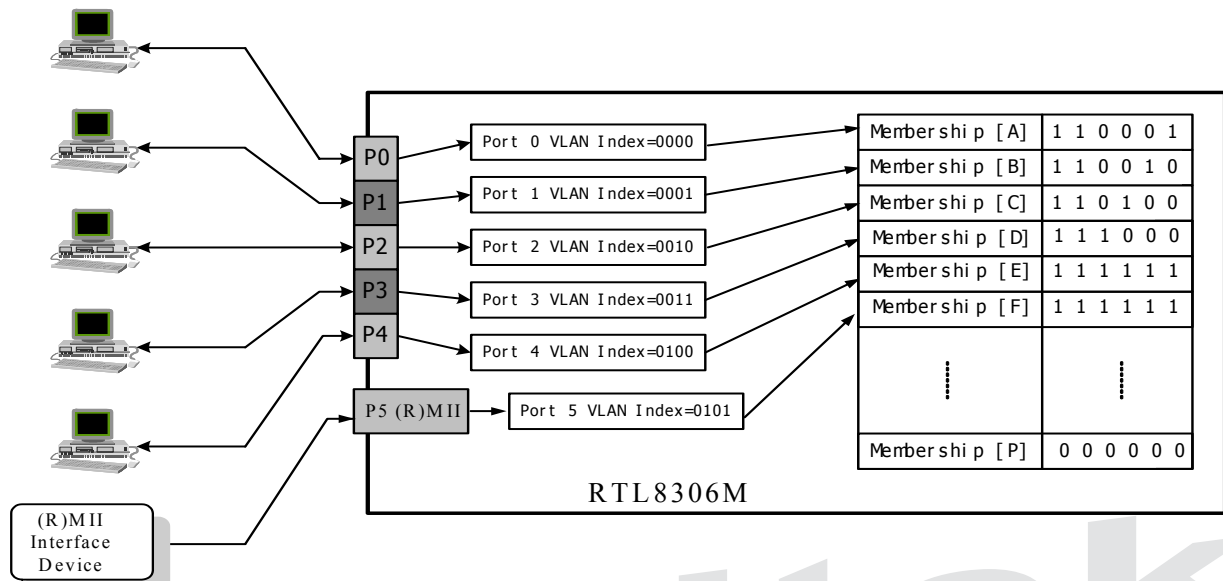 P0
P1
P2
P3
P4
P5 (R)MII
Port 0 VLAN Index=0000
Port 1 VLAN Index=0001
Port 2 VLAN Index=0010
Port 3 VLAN Index=0011
Port 4 VLAN Index=0100
Port 5 VLAN Index=0101
Membership [A] 1 1 0 0 0 1
Membership [B] 1 1 0 0 1 0
Membership [C] 1 1 0 1 0 0
Membership [D] 1 1 1 0 0 0
Membership [E] 1 1 1 1 1 1
Membership [F] 1 1 1 1 1 1
Membership [P] 0 0 0 0 0 0
RTL8306M
(R)MII
Interface
Device